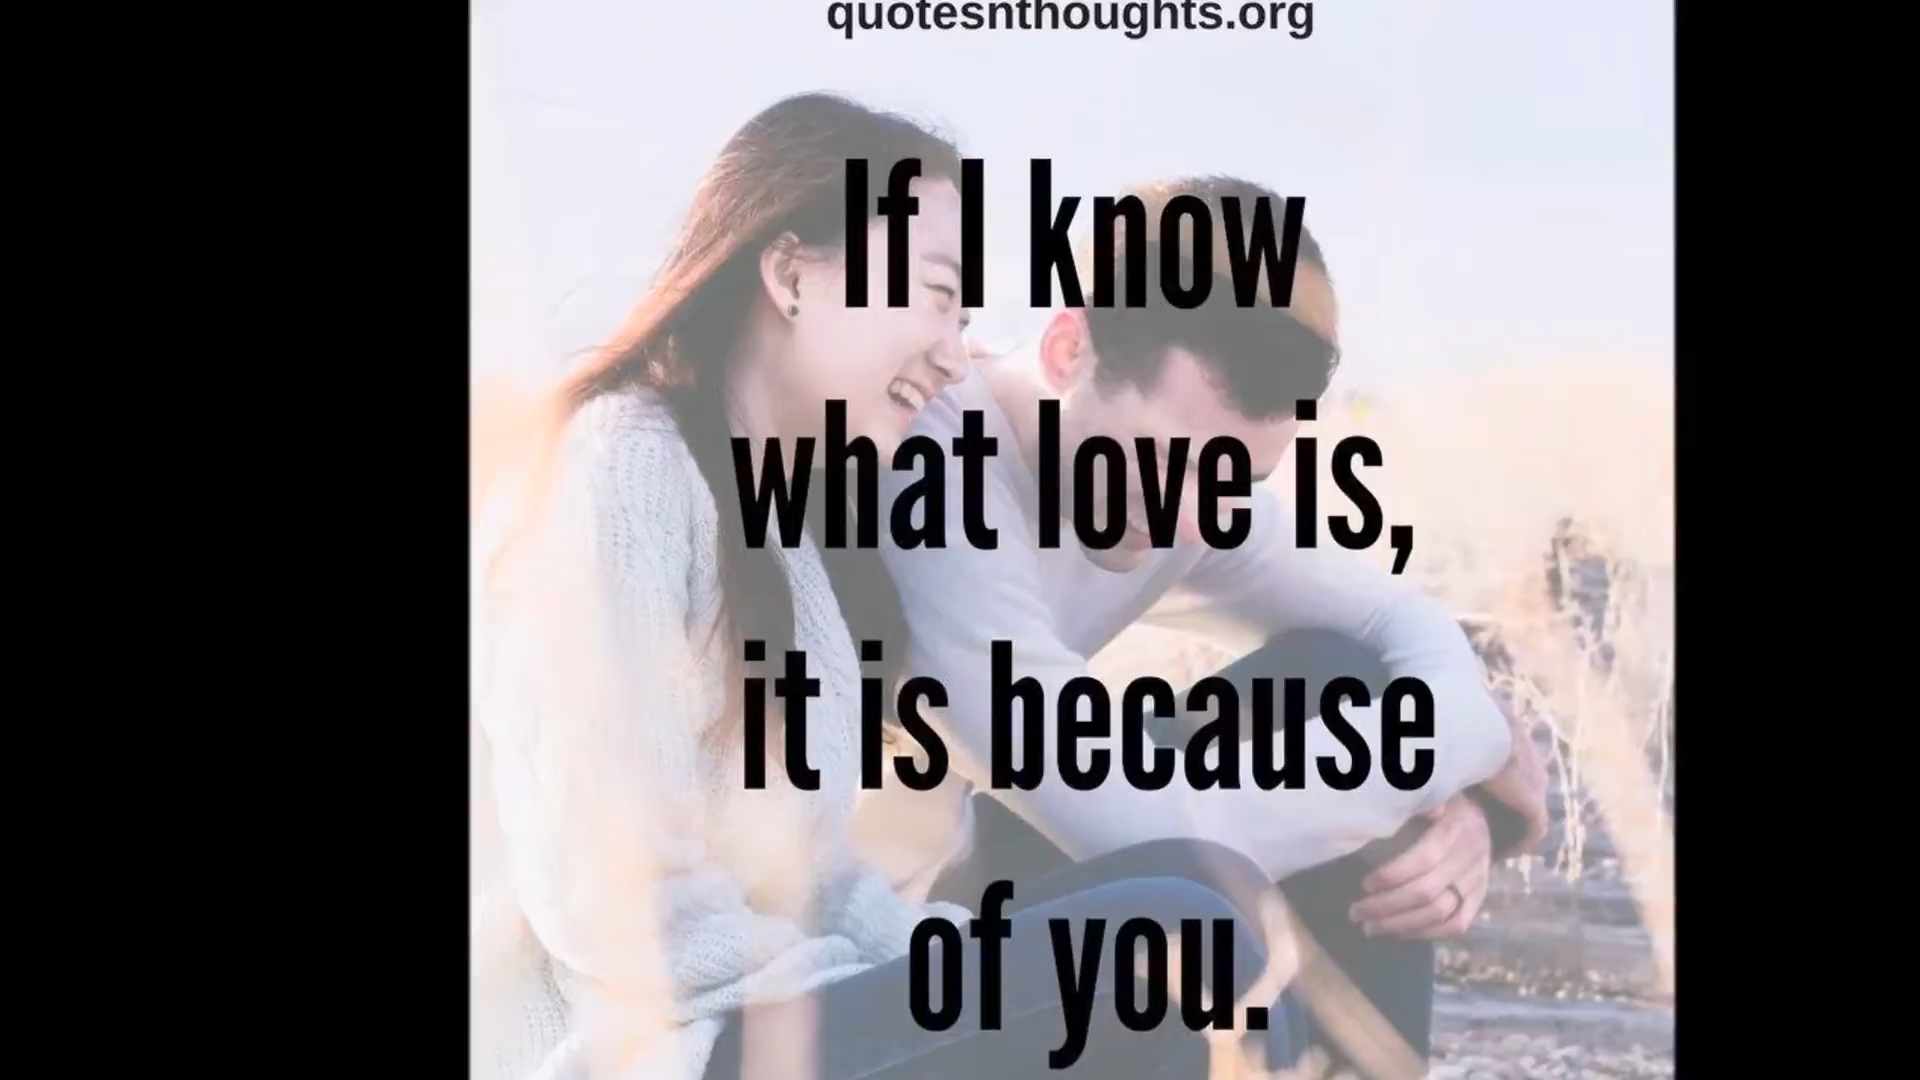 quotesnthoughts.org
If I know
what love is,
it is because
of you.